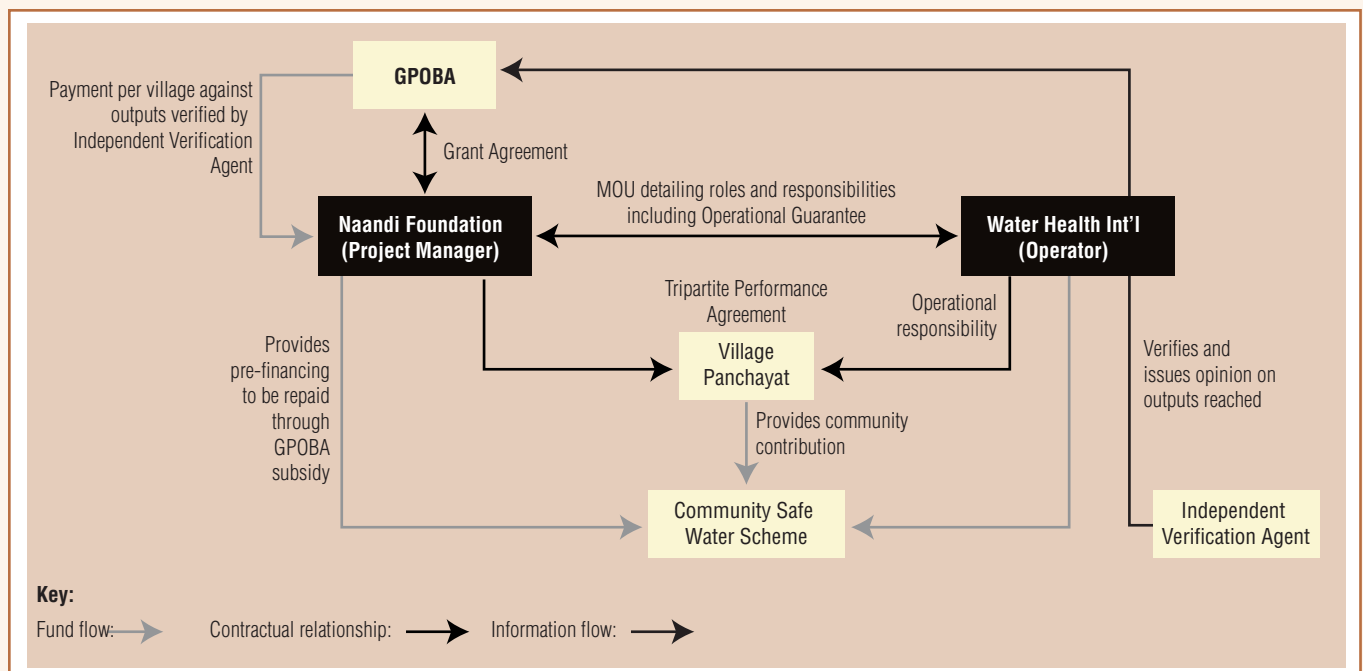 GPOBA
Payment per village against
outputs verified by
Independent Verification
Agent
Grant Agreement
MOU detailing roles and responsibilities
including Operational Guarantee
Naandi Foundation
(Project Manager)
Water Health Int'l
(Operator)
Tripartite Performance
Agreement
Operational
responsibility
Village
Panchayat
Provides
pre-financing
to be repaid
through
GPOBA
subsidy
Verifies and
issues opinion on
outputs reached
Provides community
contribution
Community Safe
Water Scheme
Independent
Verification Agent
Key:
Fund flow:
Contractual relationship:
Information flow: